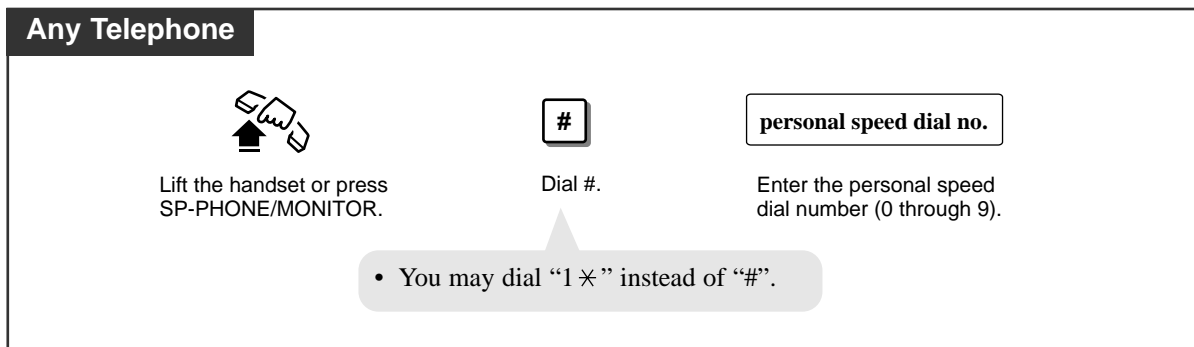 Any Telephone
#
personal speed dial no.
Lift the handset or press
SP-PHONE/MONITOR.
Dial #.
Enter the personal speed
dial number (0 through 9).
• You may dial “1✳” instead of “#”.